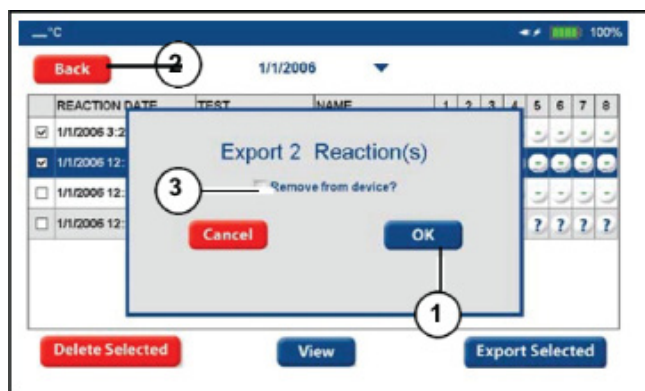 __°C 100%
Back 2 1/1/2006
REACTION DATE TEST NAME 1 2 3 4 5 6 7 8
1/1/2006 3:2 - - - -
1/1/2006 12: - - - -
1/1/2006 12: - - - -
1/1/2006 12: ? ? ? ?
Export 2 Reaction(s)
3 Remove from device?
Cancel OK
1
Delete Selected View Export Selected